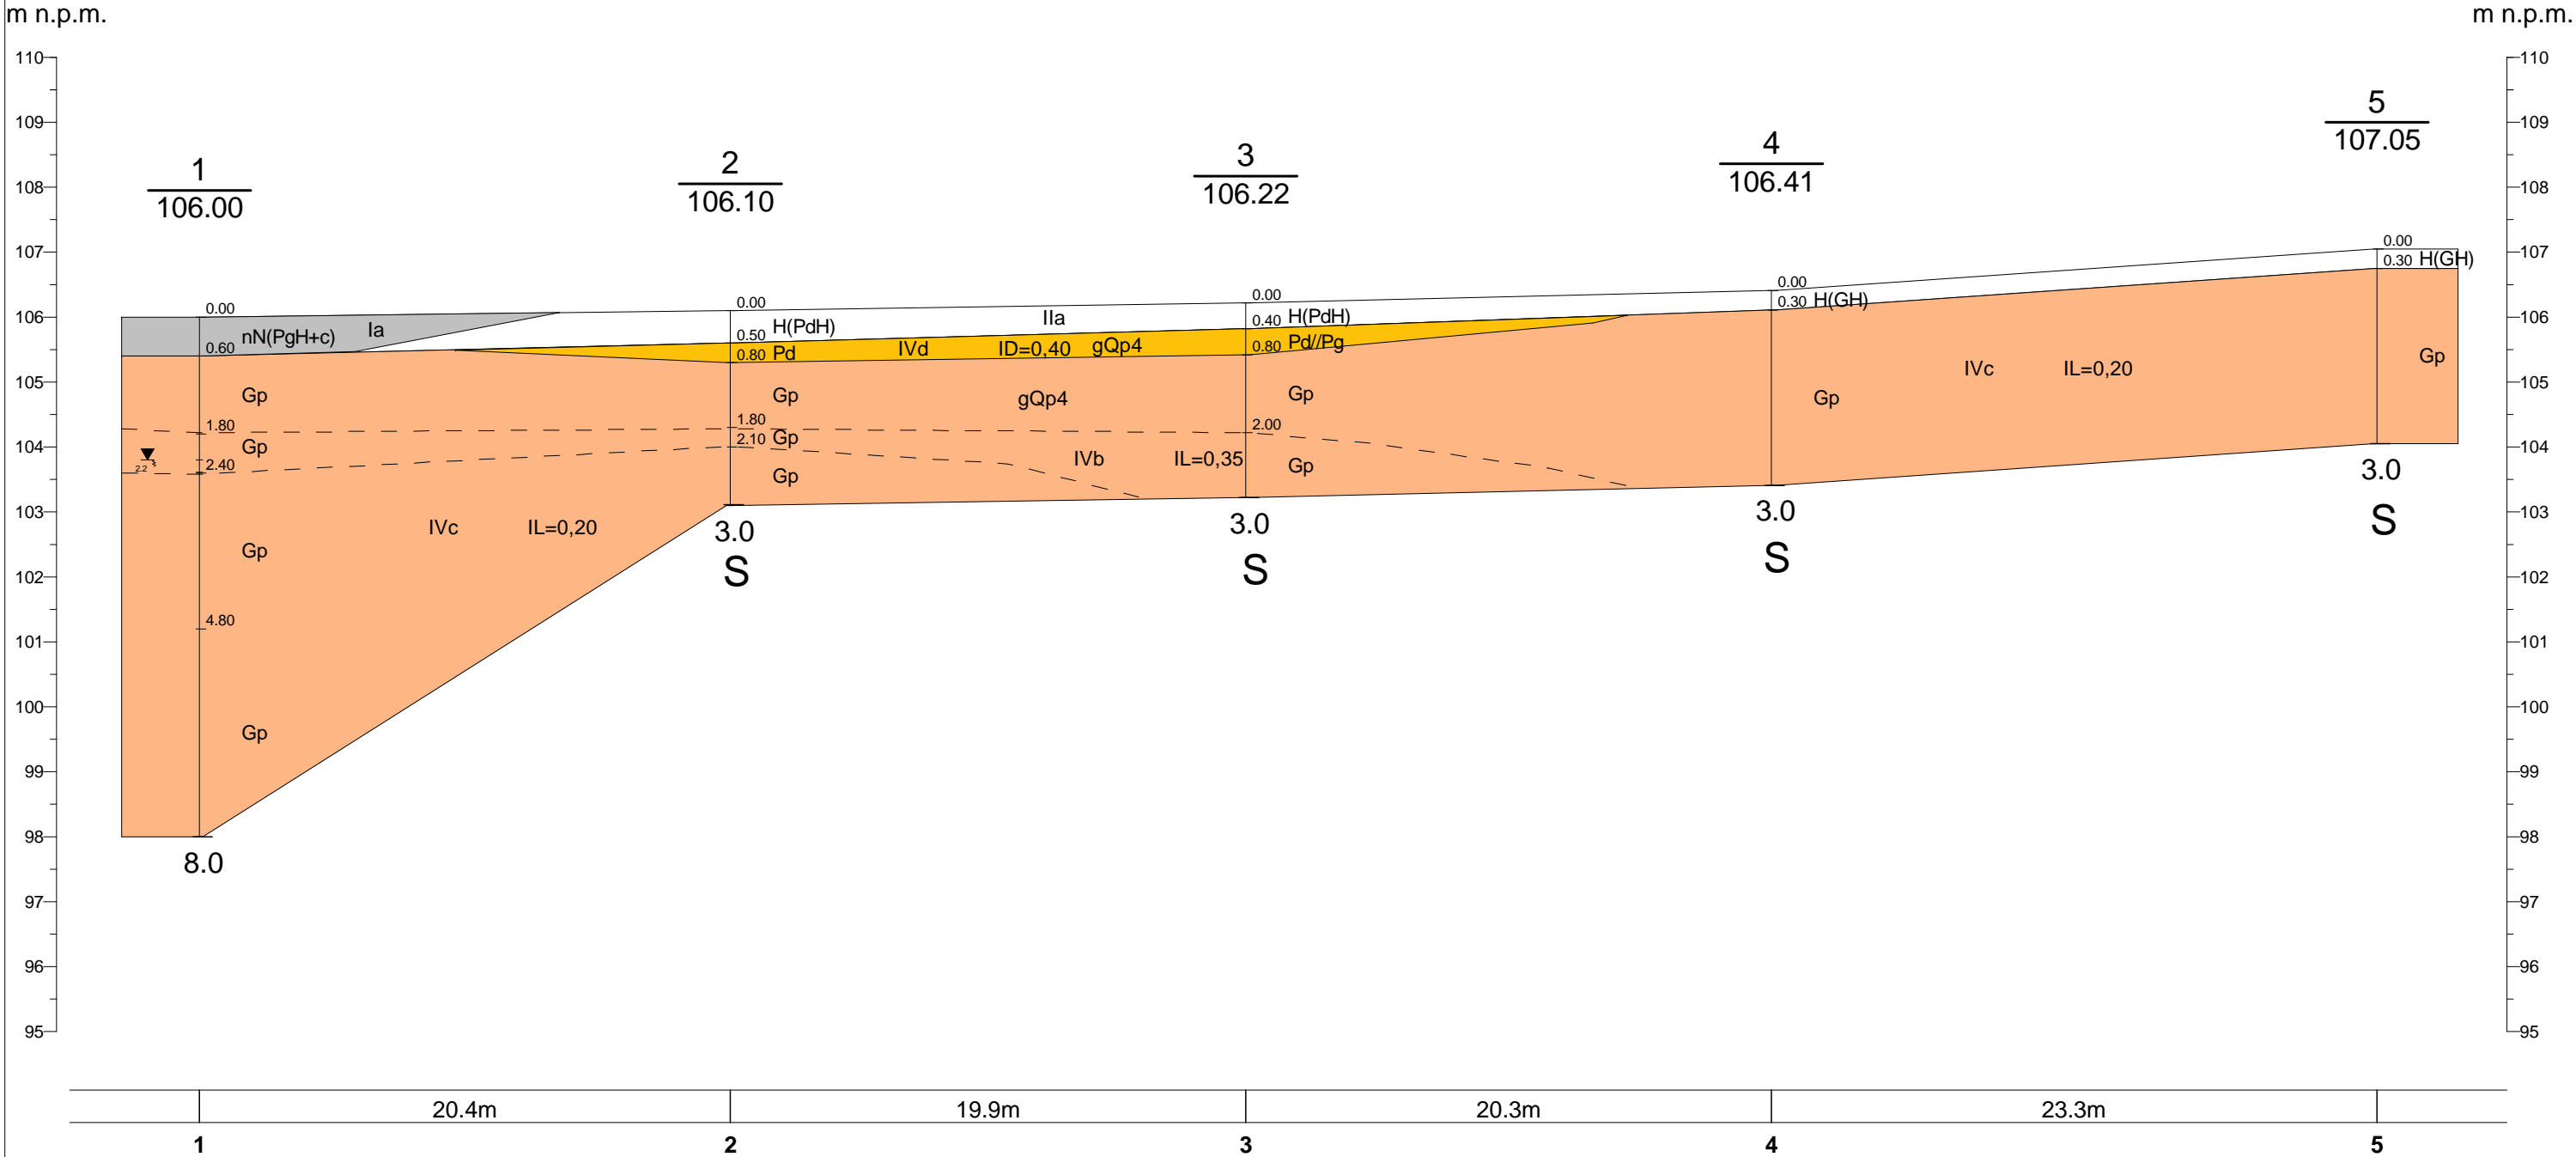 m n.p.m. m n.p.m.
110 110
5
109 109
107.05
4
3
2
1
108 108
106.41
106.22
106.10
106.00
107 107
0.00
0.30 H(GH)
0.00
0.30 H(GH)
0.00
0.40 H(PdH)
0.80 Pd//Pg
0.00
0.50 H(PdH)
0.80 Pd
0.00
0.60 nN(PgH+c) Ia
IIa
106 106
IVd ID=0,40 gQp4
105 105
Gp Gp gQp4 Gp Gp IVc IL=0,20 Gp
1.80 1.80 2.00
104 104
Gp 2.10 Gp
2.2 2.40
Gp IVb IL=0,35 Gp
103 103
IVc IL=0,20
Gp
3.0 3.0 3.0 3.0
S S S S
102 102
4.80
101 101
100 100
Gp
99 99
98 98
8.0
97 97
96 96
95 95
20.4m 19.9m 20.3m 23.3m
1 2 3 4 5